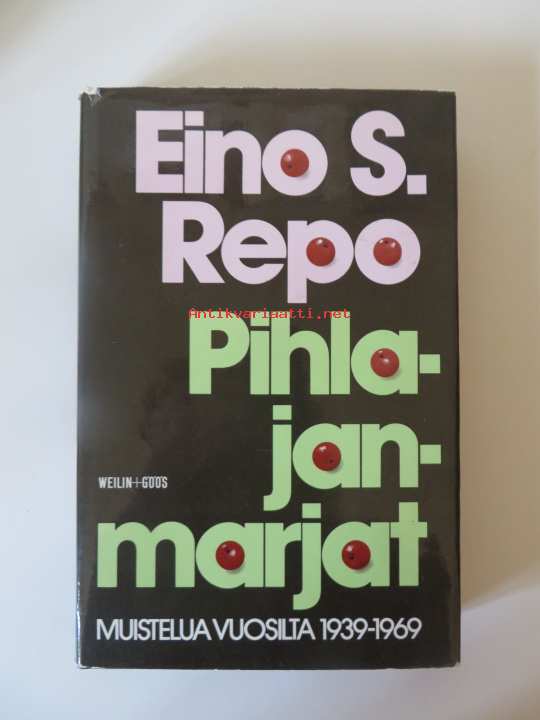 Eino S.
Repo
Antikvariaatti.net
Pihla-
jan-
WEILIN+GÖÖS
marjat
MUISTELUA VUOSILTA 1939-1969